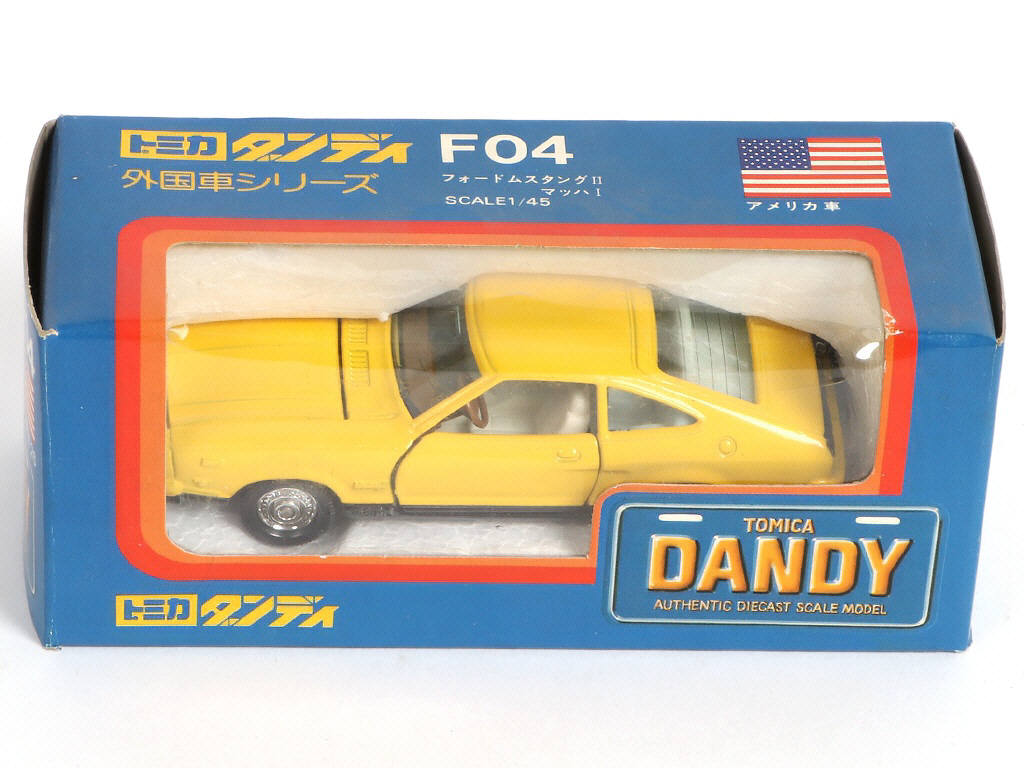 トミカ ダンディ F04
外国車シリーズ
フォードムスタングII
マッハI
SCALE1/45
アメリカ車
TOMICA
DANDY
AUTHENTIC DIECAST SCALE MODEL
トミカ ダンディ